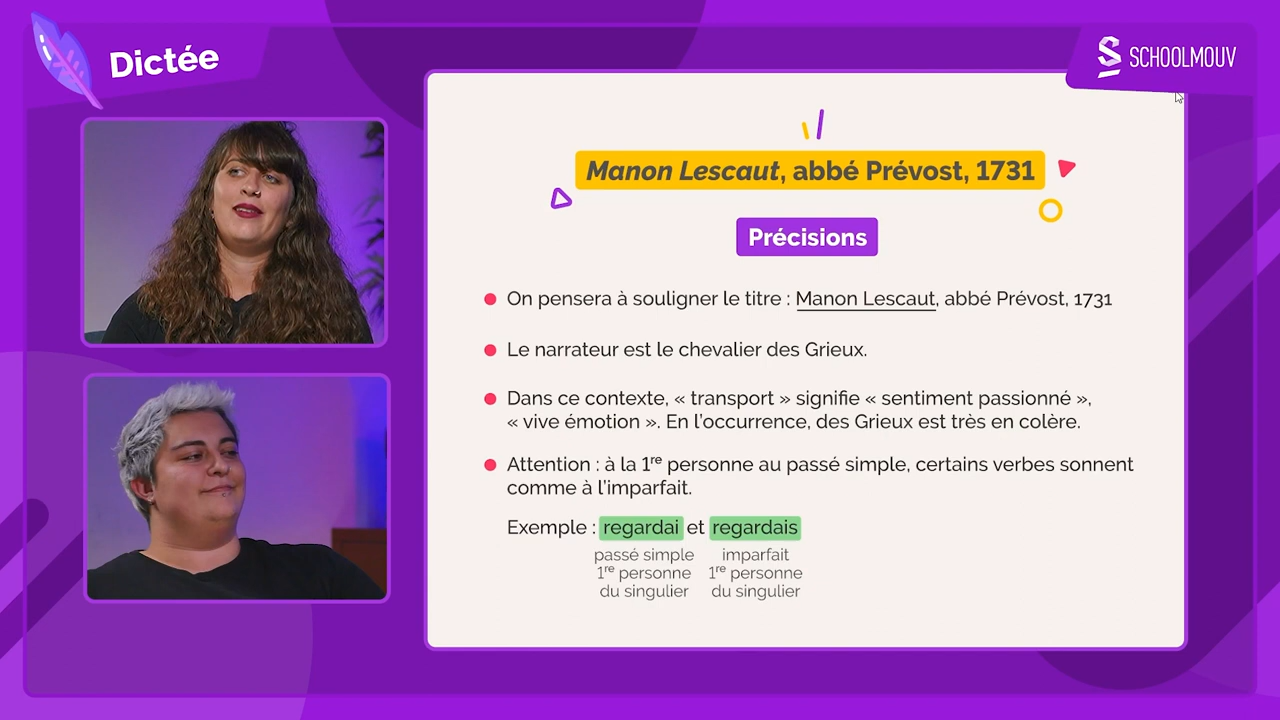 Dictée
SCHOOLMOUV
Manon Lescaut, abbé Prévost, 1731
Précisions
On pensera à souligner le titre : Manon Lescaut, abbé Prévost, 1731
Le narrateur est le chevalier des Grieux.
Dans ce contexte, « transport » signifie « sentiment passionné »,
« vive émotion ». En l’occurrence, des Grieux est très en colère.
Attention : à la 1re personne au passé simple, certains verbes sonnent
comme à l’imparfait.
Exemple : regardai et regardais
passé simple imparfait
1re personne 1re personne
du singulier du singulier